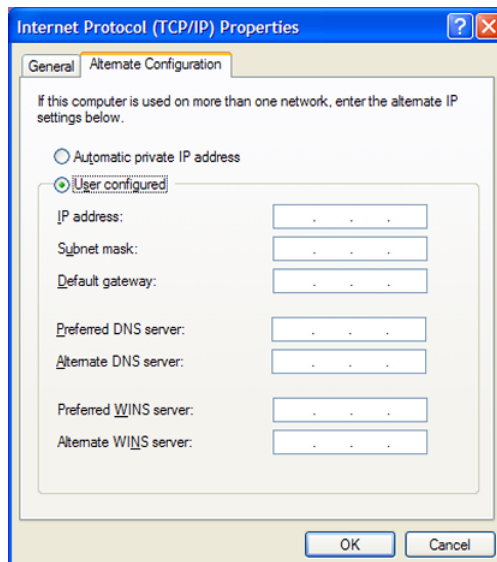 Internet Protocol (TCP/IP) Properties
General
Alternate Configuration
If this computer is used on more than one network, enter the alternate IP
settings below.
Automatic private IP address
User configured
IP address:
Subnet mask:
Default gateway:
Preferred DNS server:
Alternate DNS server:
Preferred WINS server:
Alternate WINS server:
OK
Cancel